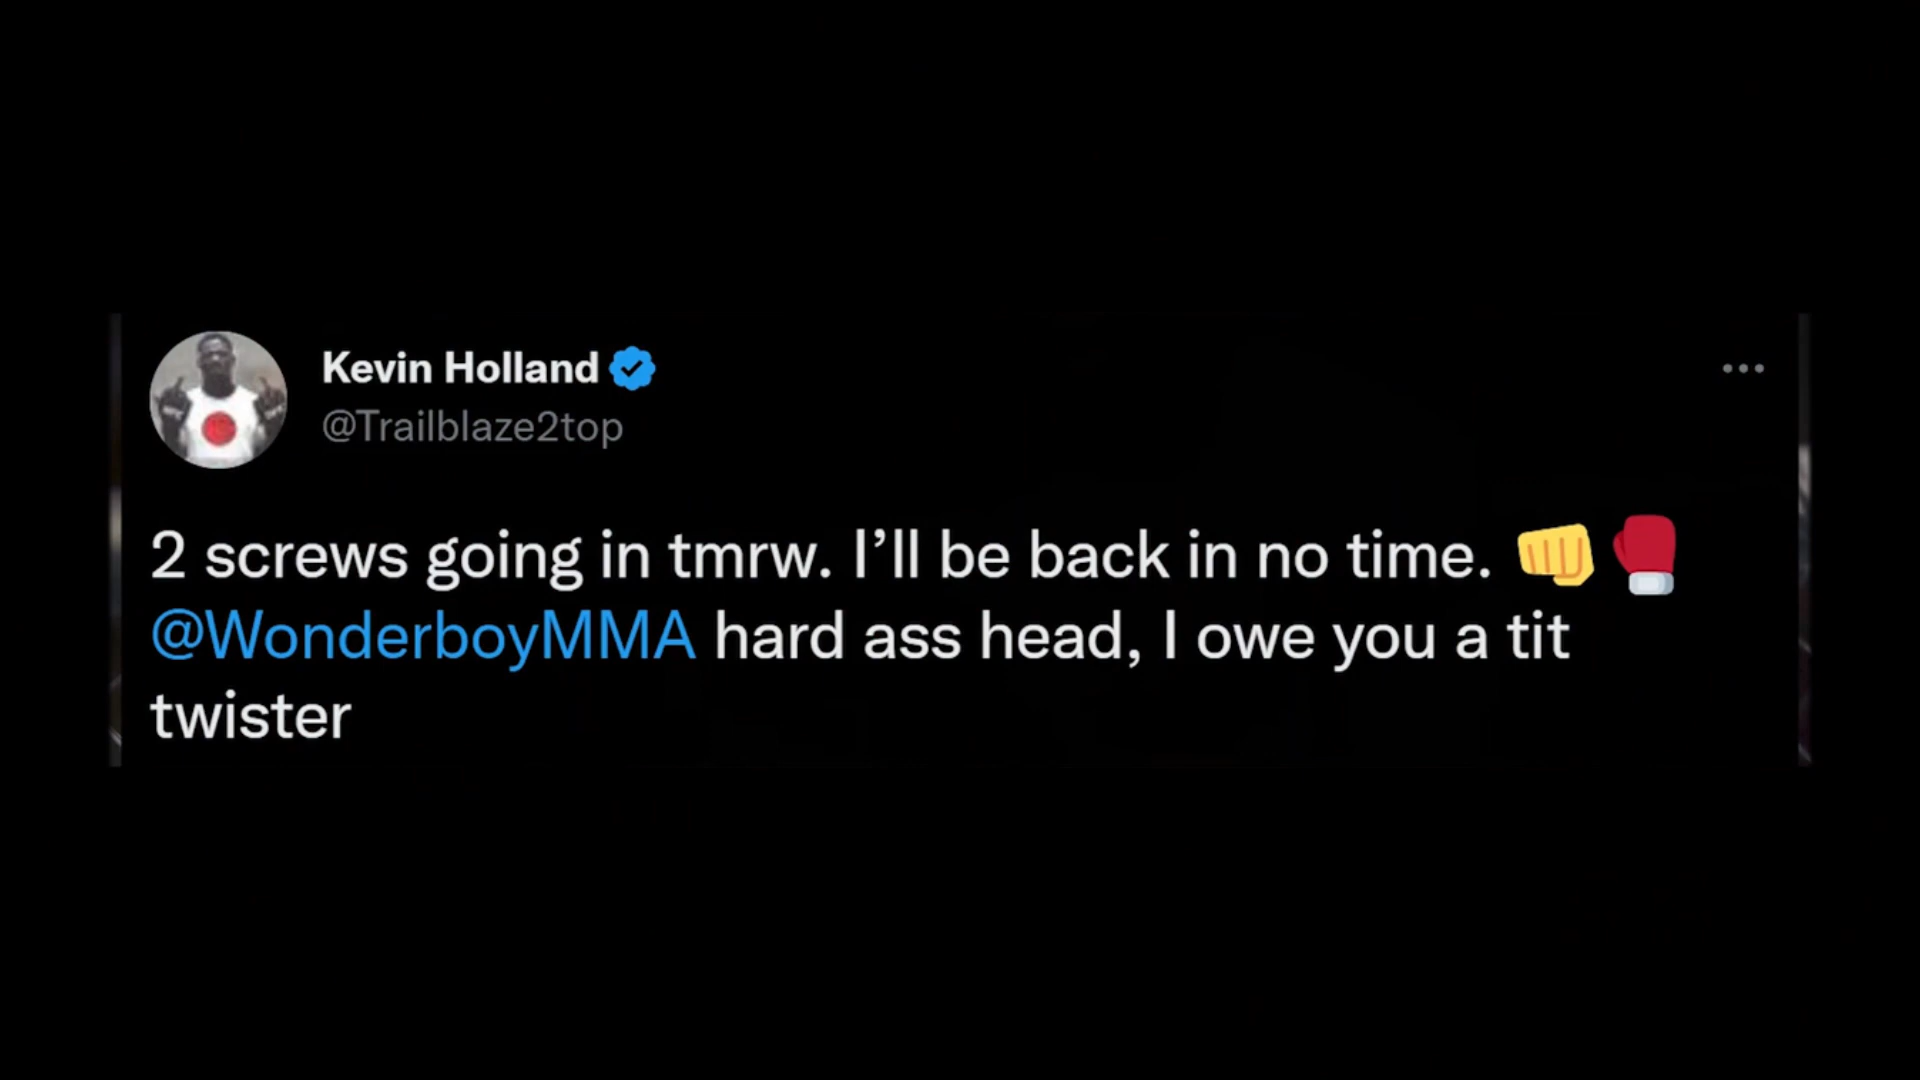 Kevin Holland
@Trailblaze2top
2 screws going in tmrw. I’ll be back in no time. 👊🥊
@WonderboyMMA hard ass head, I owe you a tit
twister